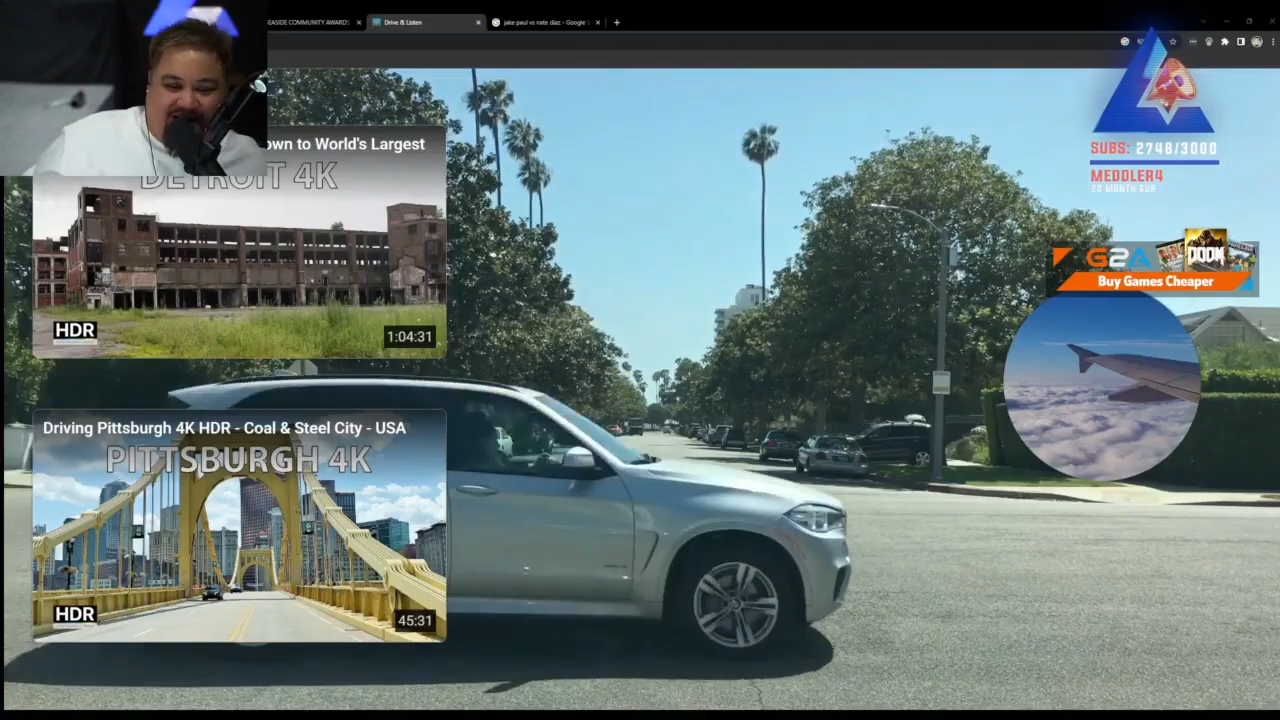 EASIDE COMMUNITY AWARDS
Drive & Listen
jake paul vs nate diaz - Google S
own to World's Largest
DETROIT 4K
HDR
1:04:31
Driving Pittsburgh 4K HDR - Coal & Steel City - USA
PITTSBURGH 4K
HDR
45:31
SUBS: 2748/3000
MEDDLER4
20 MONTH SUB
G2A
DOOM
Buy Games Cheaper